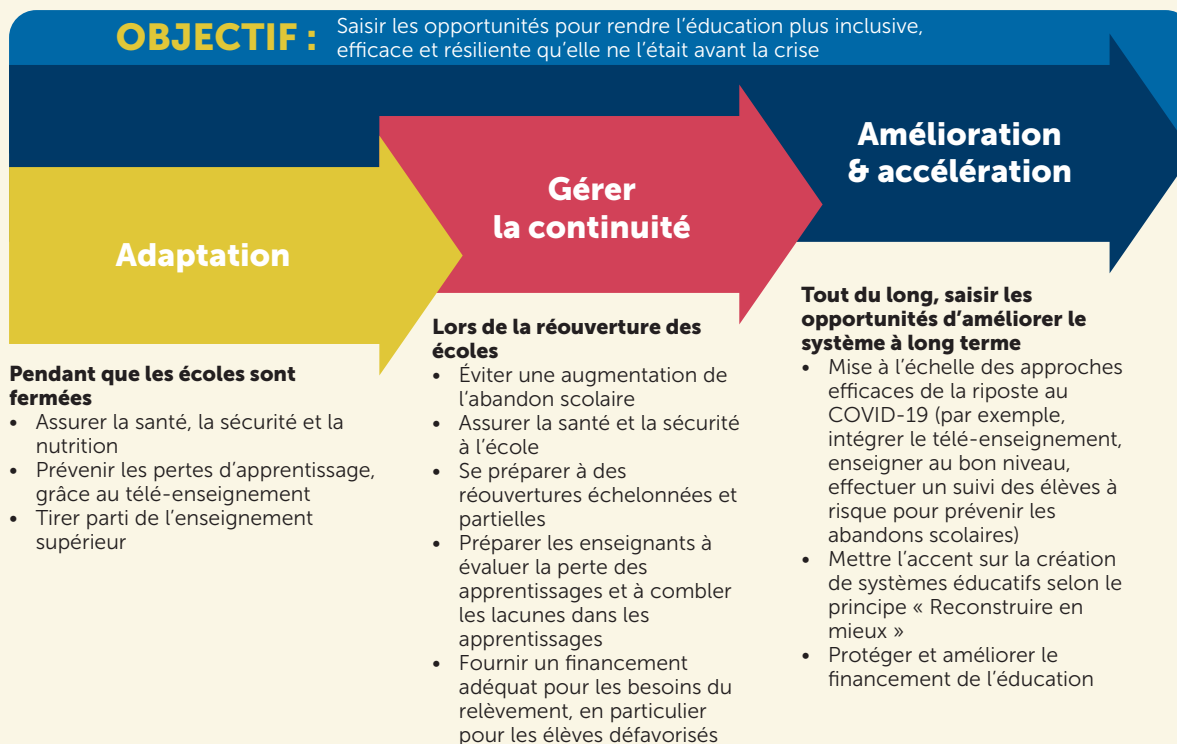 OBJECTIF :
Saisir les opportunités pour rendre l’éducation plus inclusive,
efficace et résiliente qu’elle ne l’était avant la crise
Adaptation
Gérer
la continuité
Amélioration
& accélération
Pendant que les écoles sont
fermées
• Assurer la santé, la sécurité et la
nutrition
• Prévenir les pertes d’apprentissage,
grâce au télé-enseignement
• Tirer parti de l’enseignement
supérieur
Lors de la réouverture des
écoles
• Éviter une augmentation de
l’abandon scolaire
• Assurer la santé et la sécurité
à l’école
• Se préparer à des
réouvertures échelonnées et
partielles
• Préparer les enseignants à
évaluer la perte des
apprentissages et à combler
les lacunes dans les
apprentissages
• Fournir un financement
adéquat pour les besoins du
relèvement, en particulier
pour les élèves défavorisés
Tout du long, saisir les
opportunités d’améliorer le
système à long terme
• Mise à l’échelle des approches
efficaces de la riposte au
COVID-19 (par exemple,
intégrer le télé-enseignement,
enseigner au bon niveau,
effectuer un suivi des élèves à
risque pour prévenir les
abandons scolaires)
• Mettre l’accent sur la création
de systèmes éducatifs selon le
principe « Reconstruire en
mieux »
• Protéger et améliorer le
financement de l’éducation